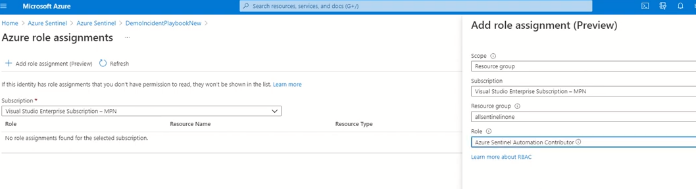 Microsoft Azure
Search resources, services, and docs (G+/)
Home > Azure Sentinel > Azure Sentinel > DemoIncidentPlaybookNew >
Azure role assignments ...
+ Add role assignment (Preview) Refresh
If this identity has role assignments that you don't have permission to read, they won't be shown in the list. Learn more
Subscription *
Visual Studio Enterprise Subscription – MPN
Role Resource Name Resource Type
No role assignments found for the selected subscription.
Add role assignment (Preview)
Scope
Resource group
Subscription
Visual Studio Enterprise Subscription – MPN
Resource group
allsentinelinone
Role
Azure Sentinel Automation Contributor
Learn more about RBAC